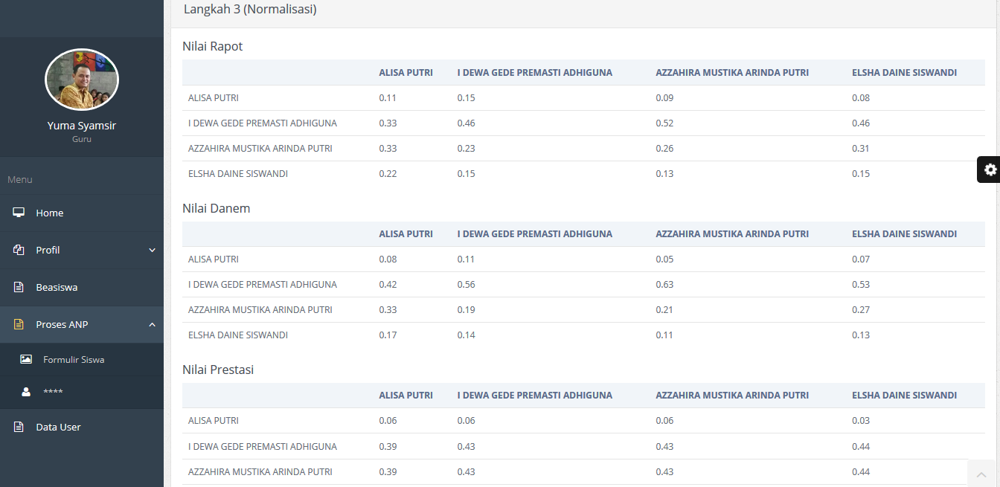 Langkah 3 (Normalisasi)
Yuma Syamsir
Guru
Menu
Home
Profil
Beasiswa
Proses ANP
Formulir Siswa
****
Data User
Nilai Rapot
ALISA PUTRI I DEWA GEDE PREMASTI ADHIGUNA AZZAHIRA MUSTIKA ARINDA PUTRI ELSHA DAINE SISWANDI
ALISA PUTRI 0.11 0.15 0.09 0.08
I DEWA GEDE PREMASTI ADHIGUNA 0.33 0.46 0.52 0.46
AZZAHIRA MUSTIKA ARINDA PUTRI 0.33 0.23 0.26 0.31
ELSHA DAINE SISWANDI 0.22 0.15 0.13 0.15
Nilai Danem
ALISA PUTRI I DEWA GEDE PREMASTI ADHIGUNA AZZAHIRA MUSTIKA ARINDA PUTRI ELSHA DAINE SISWANDI
ALISA PUTRI 0.08 0.11 0.05 0.07
I DEWA GEDE PREMASTI ADHIGUNA 0.42 0.56 0.63 0.53
AZZAHIRA MUSTIKA ARINDA PUTRI 0.33 0.19 0.21 0.27
ELSHA DAINE SISWANDI 0.17 0.14 0.11 0.13
Nilai Prestasi
ALISA PUTRI I DEWA GEDE PREMASTI ADHIGUNA AZZAHIRA MUSTIKA ARINDA PUTRI ELSHA DAINE SISWANDI
ALISA PUTRI 0.06 0.06 0.06 0.03
I DEWA GEDE PREMASTI ADHIGUNA 0.39 0.43 0.43 0.44
AZZAHIRA MUSTIKA ARINDA PUTRI 0.39 0.43 0.43 0.44